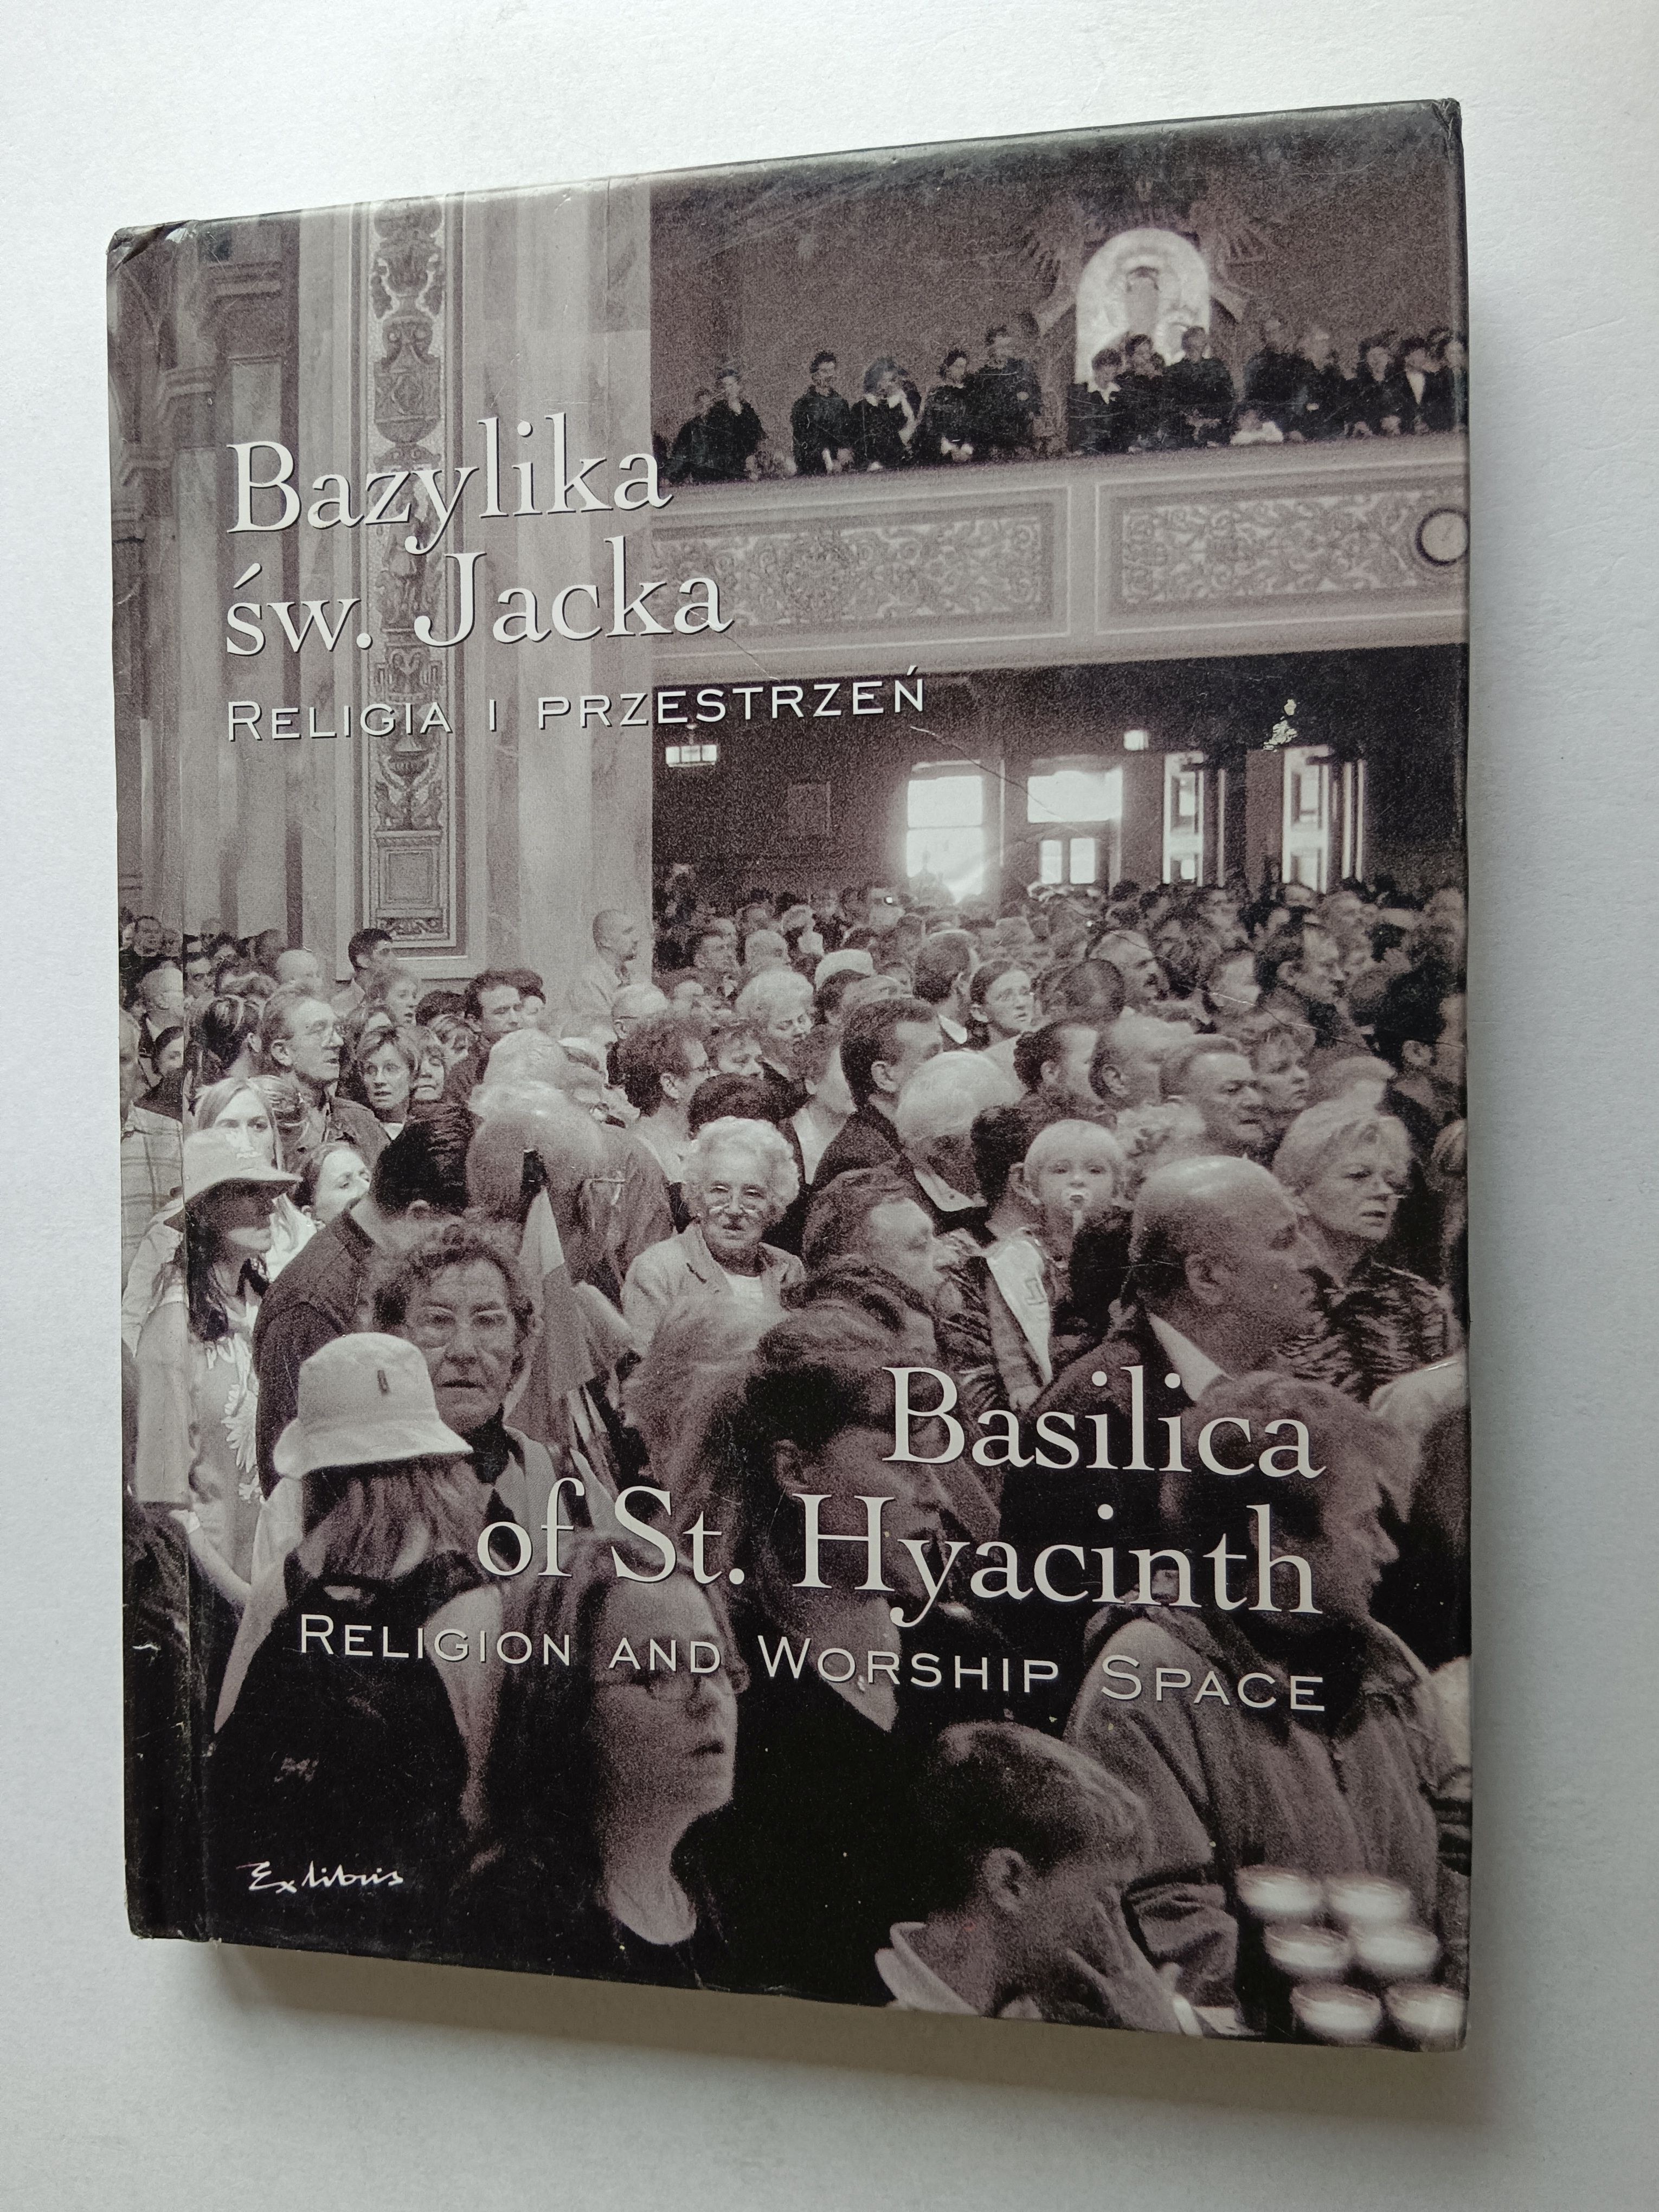 Bazylika
św. Jacka
RELIGIA I PRZESTRZEŃ
Basilica
of St. Hyacinth
RELIGION AND WORSHIP SPACE
Ex libris